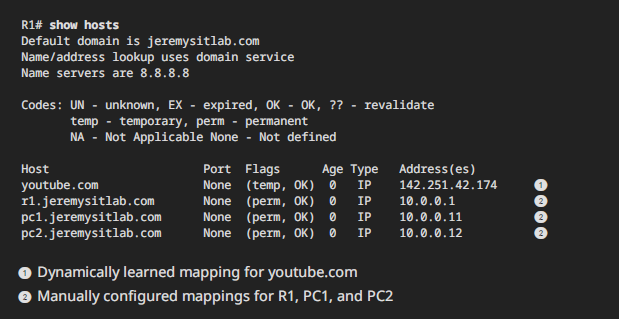 R1# show hosts
Default domain is jeremysitlab.com
Name/address lookup uses domain service
Name servers are 8.8.8.8
Codes: UN - unknown, EX - expired, OK - OK, ?? - revalidate
temp - temporary, perm - permanent
NA - Not Applicable None - Not defined
Host Port Flags Age Type Address(es)
youtube.com None (temp, OK) 0 IP 142.251.42.174 1
r1.jeremysitlab.com None (perm, OK) 0 IP 10.0.0.1 2
pc1.jeremysitlab.com None (perm, OK) 0 IP 10.0.0.11 2
pc2.jeremysitlab.com None (perm, OK) 0 IP 10.0.0.12 2
1 Dynamically learned mapping for youtube.com
2 Manually configured mappings for R1, PC1, and PC2